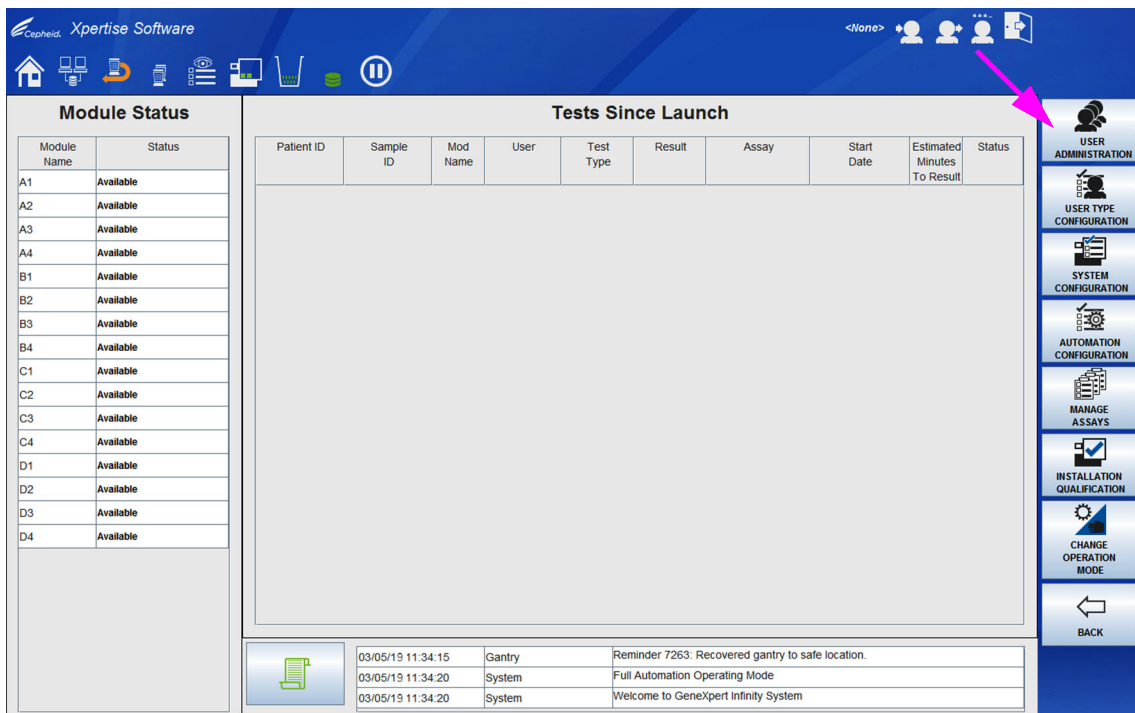 Cepheid. Xpertise Software
<None>
Module Status
Module Name
Status
A1 Available
A2 Available
A3 Available
A4 Available
B1 Available
B2 Available
B3 Available
B4 Available
C1 Available
C2 Available
C3 Available
C4 Available
D1 Available
D2 Available
D3 Available
D4 Available
Tests Since Launch
Patient ID
Sample
ID
Mod
Name
User
Test
Type
Result
Assay
Start
Date
Estimated
Minutes
To Result
Status
03/05/19 11:34:15 Gantry Reminder 7263: Recovered gantry to safe location.
03/05/19 11:34:20 System Full Automation Operating Mode
03/05/19 11:34:20 System Welcome to GeneXpert Infinity System
USER
ADMINISTRATION
USER TYPE
CONFIGURATION
SYSTEM
CONFIGURATION
AUTOMATION
CONFIGURATION
MANAGE
ASSAYS
INSTALLATION
QUALIFICATION
CHANGE
OPERATION
MODE
BACK